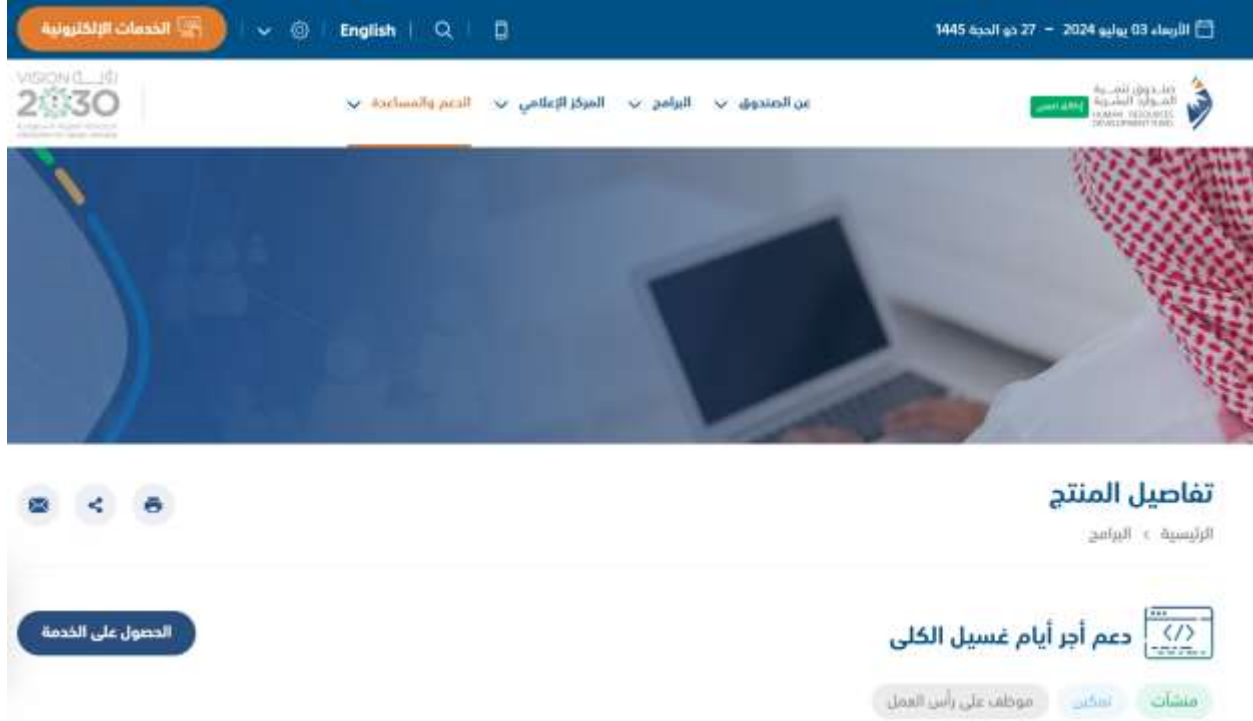 الأربعاء 03 يوليو 2024 – 27 ذو الحجة 1445
English
الخدمات الإلكترونية
صندوق تنمية
الموارد البشرية
HUMAN RESOURCES
DEVELOPMENT FUND
عن الصندوق
البرامج
المركز الإعلامي
الدعم والمساعدة
VISION رؤيـــة
2030
تفاصيل المنتج
الرئيسية > البرامج
دعم أجر أيام غسيل الكلى
الحصول على الخدمة
منشآت
تمكين
موظف على رأس العمل